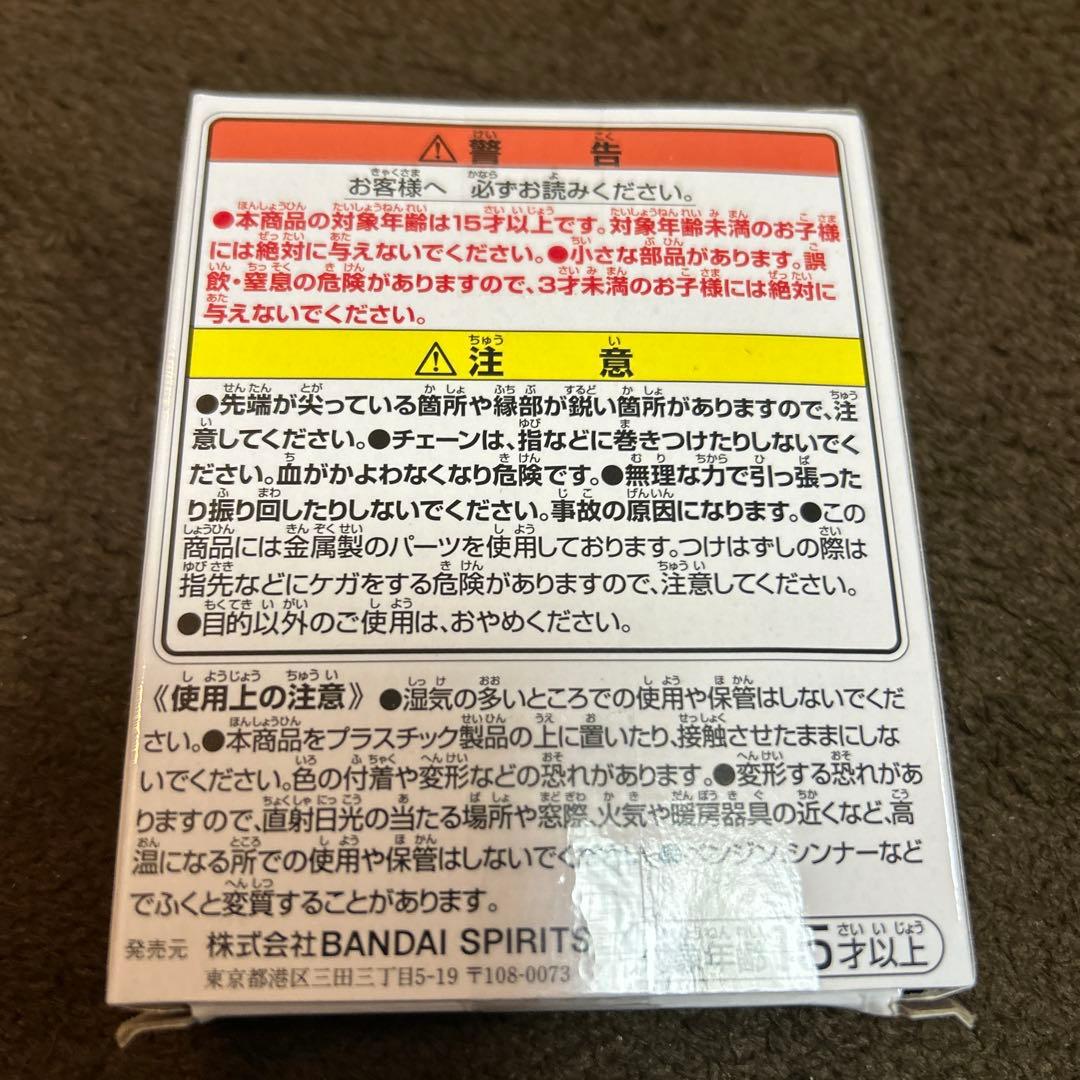 ⚠警告
お客様へ 必ずお読みください。
●本商品の対象年齢は15才以上です。対象年齢未満のお子様
には絶対に与えないでください。●小さな部品があります。誤
飲・窒息の危険がありますので、3才未満のお子様には絶対に
与えないでください。
⚠注意
●先端が尖っている箇所や縁部が鋭い箇所がありますので、注
意してください。●チェーンは、指などに巻きつけたりしないでく
ださい。血がかよわなくなり危険です。●無理な力で引っ張った
り振り回したりしないでください。事故の原因になります。●この
商品には金属製のパーツを使用しております。つけはずしの際は
指先などにケガをする危険がありますので、注意してください。
●目的以外のご使用は、おやめください。
《使用上の注意》●湿気の多いところでの使用や保管はしないでくだ
さい。●本商品をプラスチック製品の上に置いたり、接触させたままにしな
いでください。色の付着や変形などの恐れがあります。●変形する恐れがあ
りますので、直射日光の当たる場所や窓際、火気や暖房器具の近くなど、高
温になる所での使用や保管はしないでください。●ベンジン、シンナーなど
でふくと変質することがあります。
発売元 株式会社BANDAI SPIRITS
東京都港区三田三丁目5-19 〒108-0073
対象年齢 15才以上